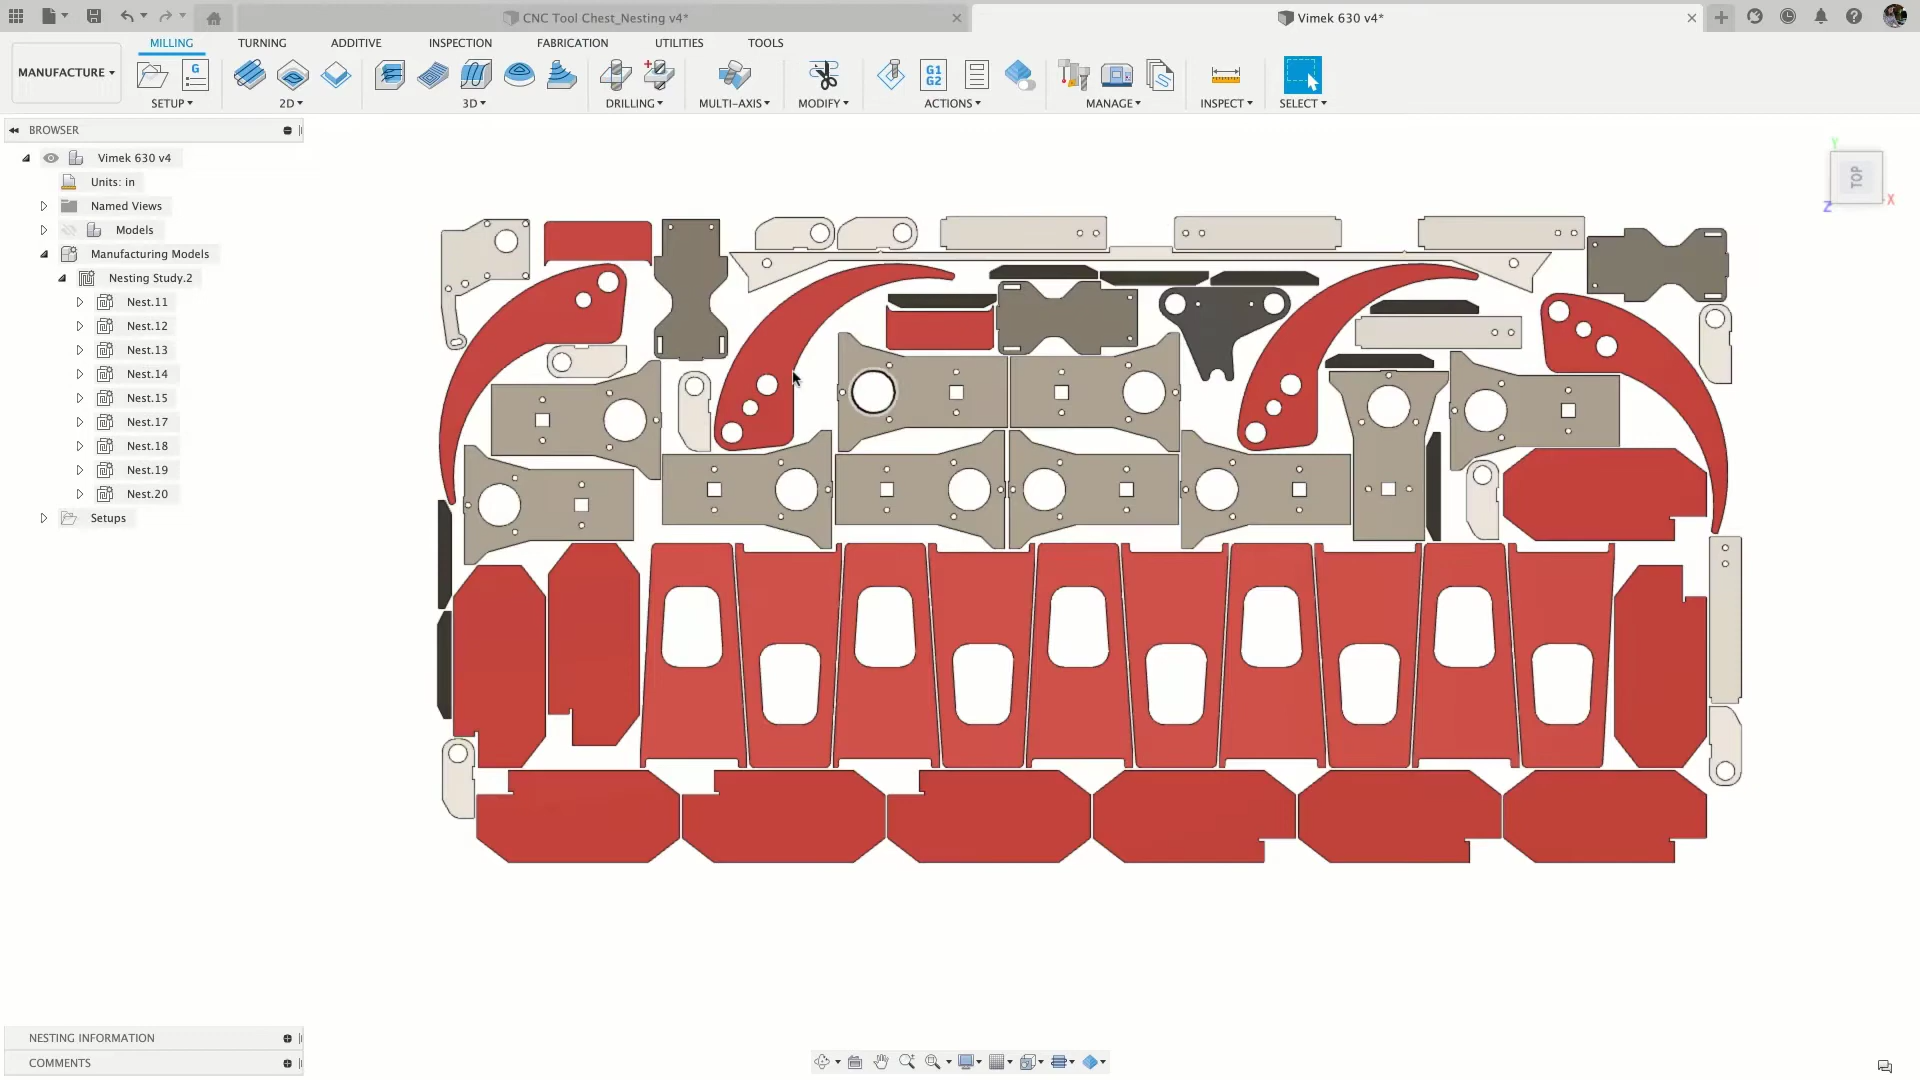 CNC Tool Chest_Nesting v4*
Vimek 630 v4*
MILLING TURNING ADDITIVE INSPECTION FABRICATION UTILITIES TOOLS
MANUFACTURE
G
G1
G2
SETUP 2D 3D DRILLING MULTI-AXIS MODIFY ACTIONS MANAGE INSPECT SELECT
BROWSER
Vimek 630 v4
Units: in
Named Views
Models
Manufacturing Models
Nesting Study.2
Nest.11
Nest.12
Nest.13
Nest.14
Nest.15
Nest.17
Nest.18
Nest.19
Nest.20
Setups
Y
TOP
X
Z
NESTING INFORMATION
COMMENTS